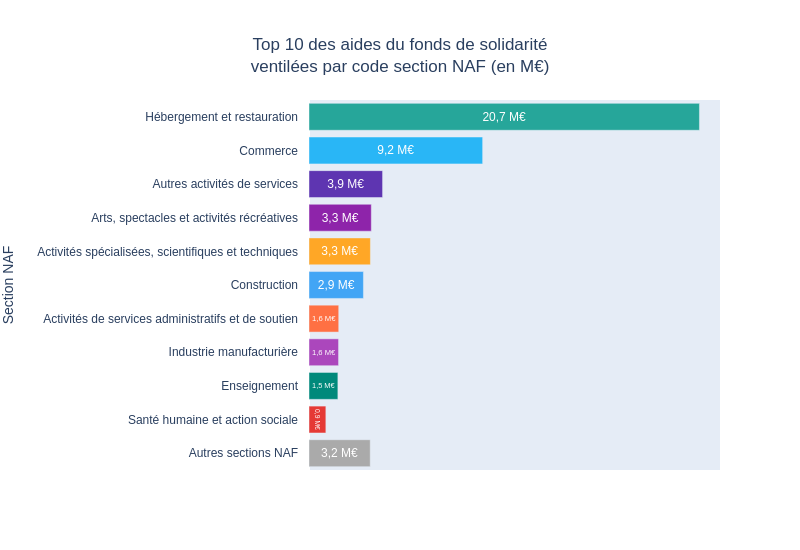 Top 10 des aides du fonds de solidarité
ventilées par code section NAF (en M€)
Section NAF
Hébergement et restauration 20,7 M€
Commerce 9,2 M€
Autres activités de services 3,9 M€
Arts, spectacles et activités récréatives 3,3 M€
Activités spécialisées, scientifiques et techniques 3,3 M€
Construction 2,9 M€
Activités de services administratifs et de soutien 1,6 M€
Industrie manufacturière 1,6 M€
Enseignement 1,5 M€
Santé humaine et action sociale 0,9 M€
Autres sections NAF 3,2 M€